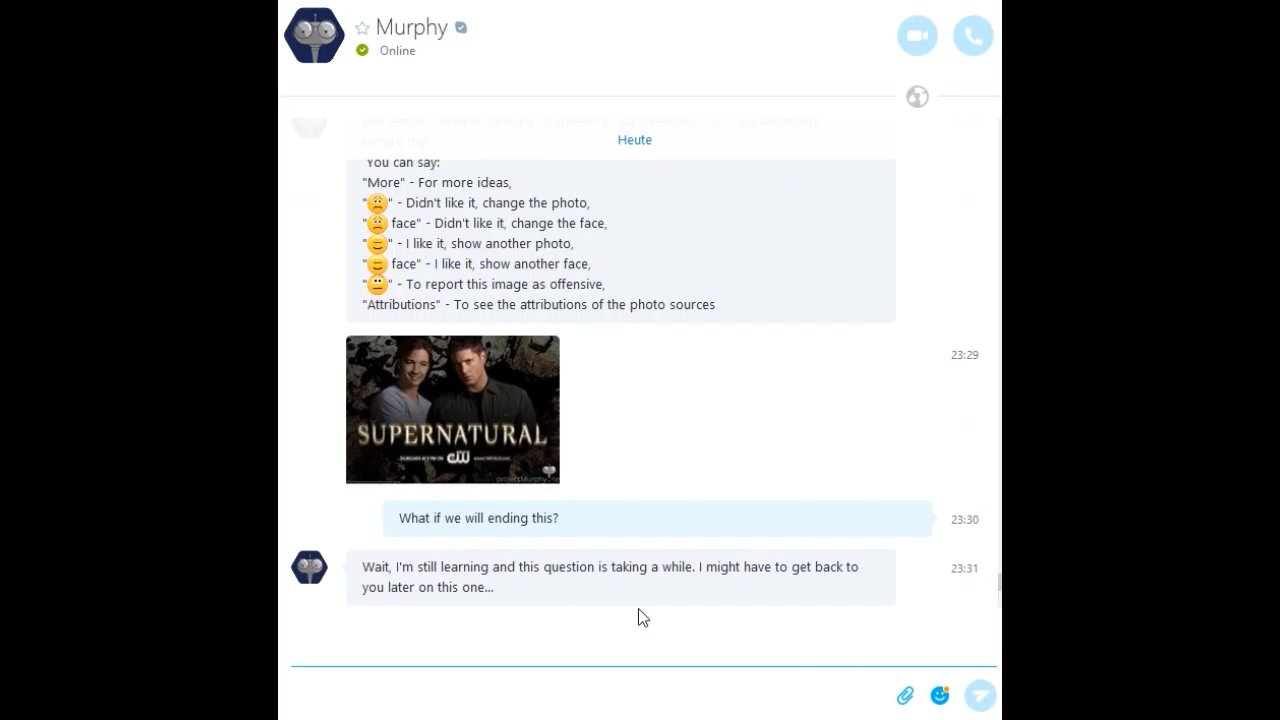 Murphy
Online
Heute
You can say:
"More" - For more ideas,
"😟" - Didn't like it, change the photo,
"😟 face" - Didn't like it, change the face,
"😌" - I like it, show another photo,
"😌 face" - I like it, show another face,
"😐" - To report this image as offensive,
"Attributions" - To see the attributions of the photo sources
23:29
SUPERNATURAL
CW
What if we will ending this?
23:30
Wait, I'm still learning and this question is taking a while. I might have to get back to
23:31
you later on this one...